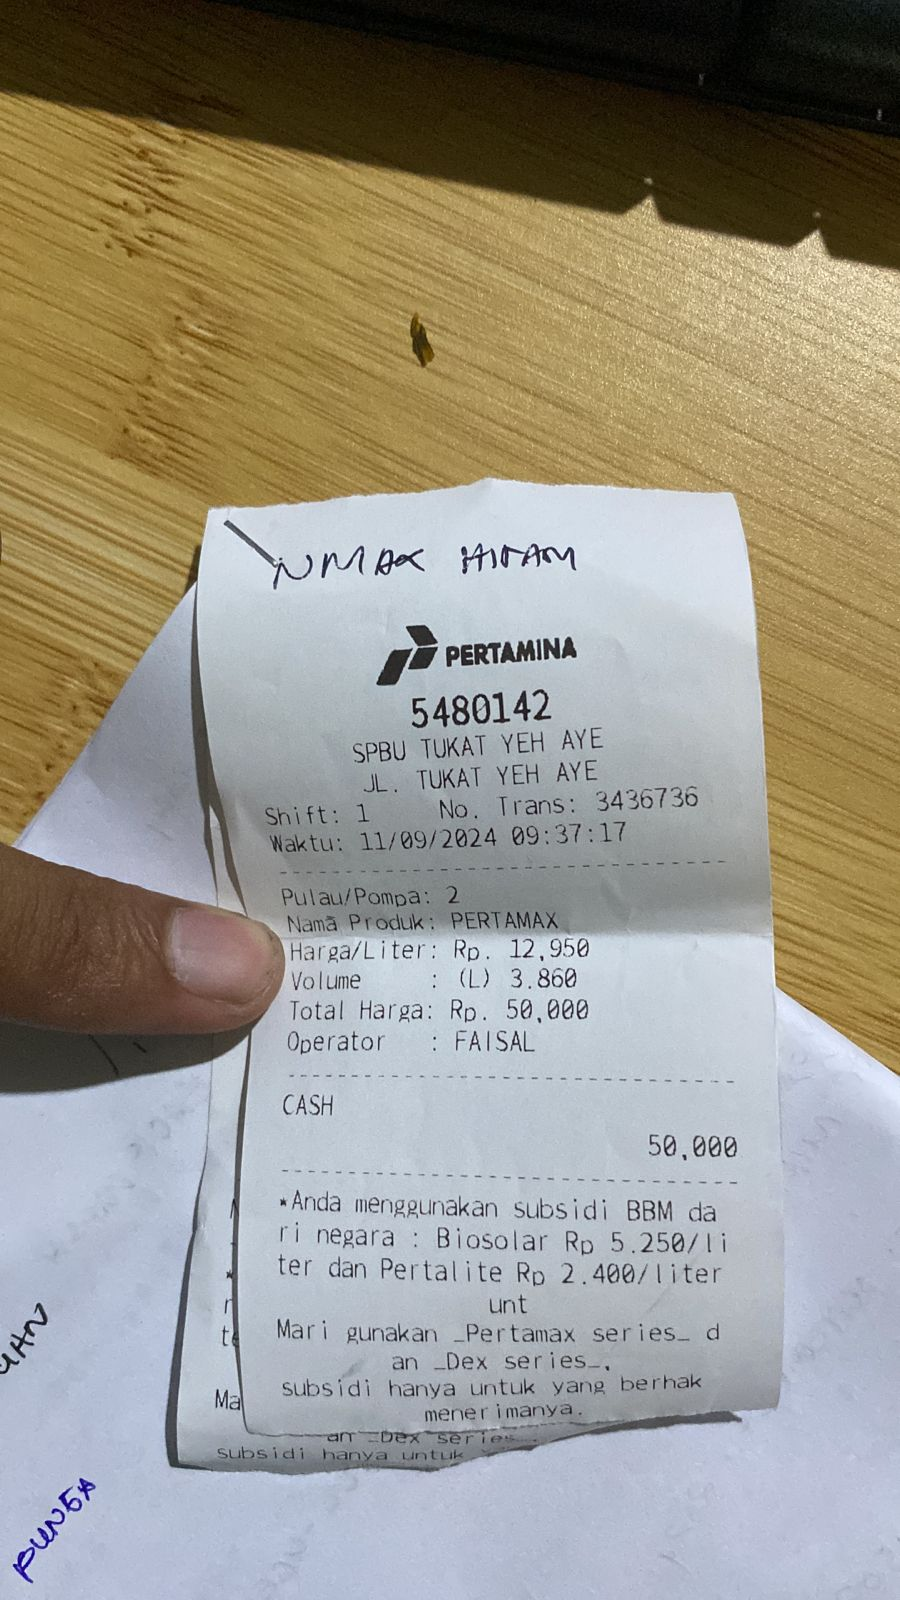 NMAX HITAM
PERTAMINA
5480142
SPBU TUKAT YEH AYE
JL. TUKAT YEH AYE
Shift: 1 No. Trans: 3436736
Waktu: 11/09/2024 09:37:17
Pulau/Pompa: 2
Nama Produk: PERTAMAX
Harga/Liter: Rp. 12,950
Volume : (L) 3.860
Total Harga: Rp. 50,000
Operator : FAISAL
CASH
50,000
*Anda menggunakan subsidi BBM da
ri negara : Biosolar Rp 5.250/li
ter dan Pertalite Rp 2.400/liter
unt
Mari gunakan _Pertamax series_ d
an _Dex series_,
subsidi hanya untuk yang berhak
menerimanya.
Ma
an _Dex series_
subsidi hanya untuk